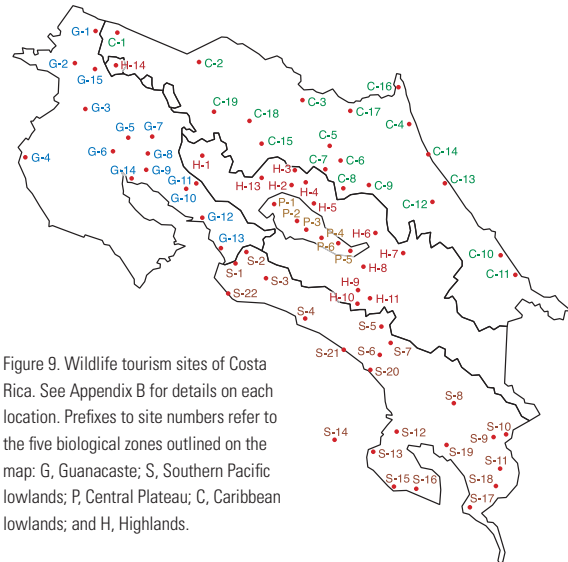 G-1
C-1
G-2
H-14
C-2
G-15
C-16
G-3
C-19
C-3
C-17
C-18
C-4
G-5
G-7
C-15
C-5
G-4
G-6
G-8
H-1
C-14
C-7
C-6
G-14
G-9
H-3
G-11
H-13
H-2
C-8
C-9
C-13
G-10
H-4
P-1
H-5
C-12
G-12
P-2
P-3
P-4
H-6
P-6
G-13
P-5
H-7
C-10
S-2
H-8
S-1
C-11
S-3
S-22
H-9
H-10
H-11
S-4
S-5
S-21
S-6
S-7
S-20
S-8
S-14
S-12
S-10
S-9
S-13
S-19
S-11
S-15
S-16
S-18
S-17
Figure 9. Wildlife tourism sites of Costa
Rica. See Appendix B for details on each
location. Prefixes to site numbers refer to
the five biological zones outlined on the
map: G, Guanacaste; S, Southern Pacific
lowlands; P, Central Plateau; C, Caribbean
lowlands; and H, Highlands.